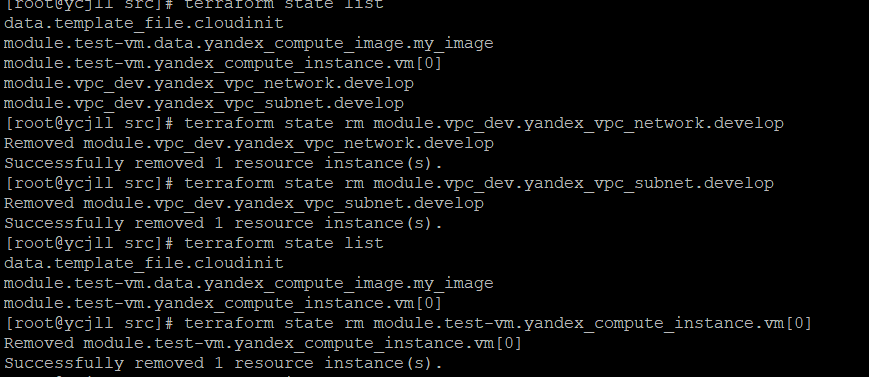 [root@ycjll src]# terraform state list
data.template_file.cloudinit
module.test-vm.data.yandex_compute_image.my_image
module.test-vm.yandex_compute_instance.vm[0]
module.vpc_dev.yandex_vpc_network.develop
module.vpc_dev.yandex_vpc_subnet.develop
[root@ycjll src]# terraform state rm module.vpc_dev.yandex_vpc_network.develop
Removed module.vpc_dev.yandex_vpc_network.develop
Successfully removed 1 resource instance(s).
[root@ycjll src]# terraform state rm module.vpc_dev.yandex_vpc_subnet.develop
Removed module.vpc_dev.yandex_vpc_subnet.develop
Successfully removed 1 resource instance(s).
[root@ycjll src]# terraform state list
data.template_file.cloudinit
module.test-vm.data.yandex_compute_image.my_image
module.test-vm.yandex_compute_instance.vm[0]
[root@ycjll src]# terraform state rm module.test-vm.yandex_compute_instance.vm[0]
Removed module.test-vm.yandex_compute_instance.vm[0]
Successfully removed 1 resource instance(s).